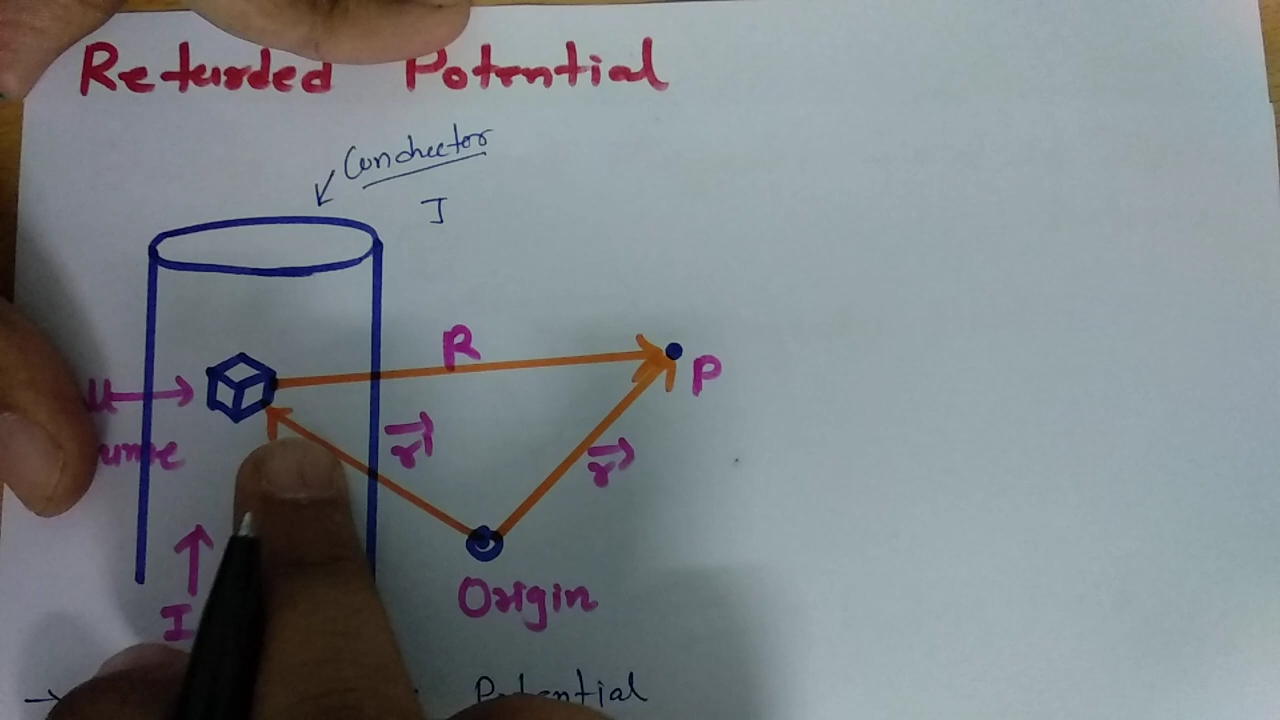 Retarded Potential
Conductor
J
R
P
r'
r
I
Origin
Potential